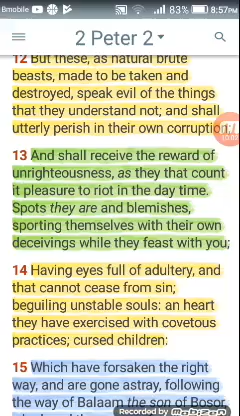 Bmobile 83% 8:57PM
2 Peter 2
12 But these, as natural brute
beasts, made to be taken and
destroyed, speak evil of the things
that they understand not; and shall
utterly perish in their own corruption;
13 And shall receive the reward of
unrighteousness, as they that count
it pleasure to riot in the day time.
Spots they are and blemishes,
sporting themselves with their own
deceivings while they feast with you;
14 Having eyes full of adultery, and
that cannot cease from sin;
beguiling unstable souls: an heart
they have exercised with covetous
practices; cursed children:
15 Which have forsaken the right
way, and are gone astray, following
the way of Balaam the son of Bosor,
Recorded by Mobizen